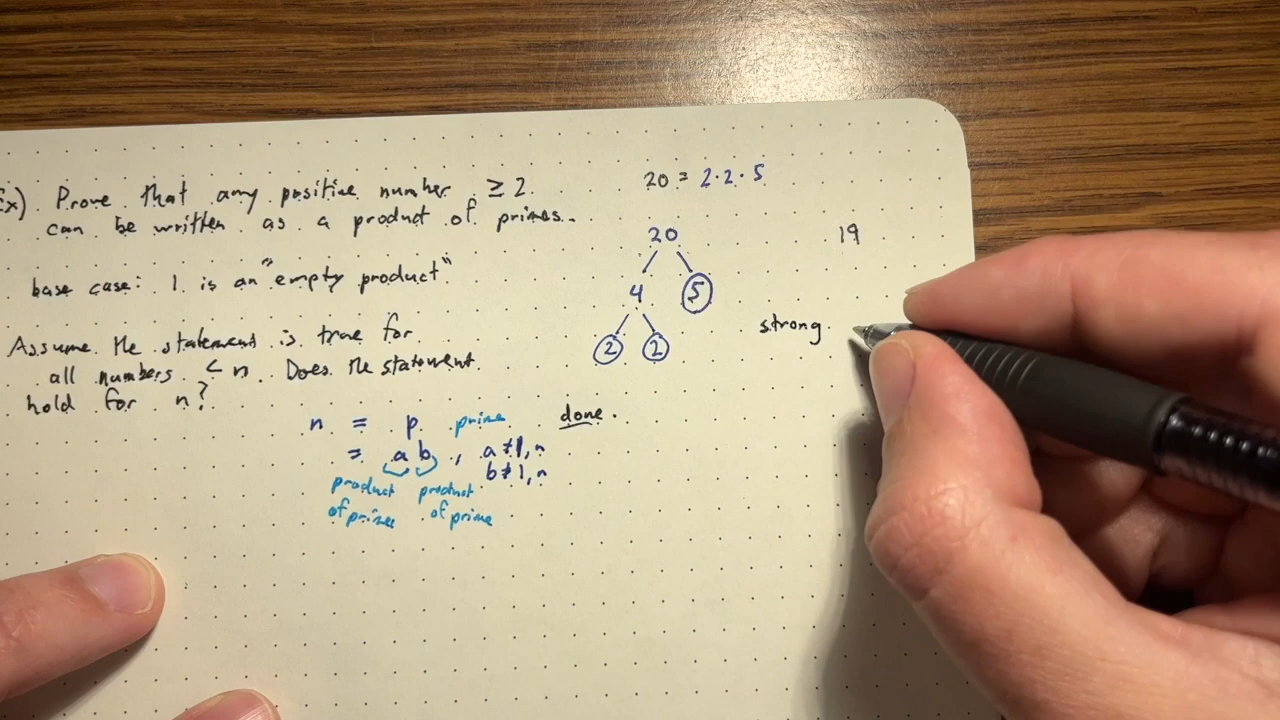 Ex) Prove that any positive number ≥ 2
can be written as a product of primes.
base case: 1 is an "empty product"
Assume the statement is true for
all numbers < n. Does the statement
hold for n?
n = p prime done.
= ab, a≠1,n
b≠1,n
product product
of primes of prime
20 = 2·2·5
20
19
4 5
2 2
strong